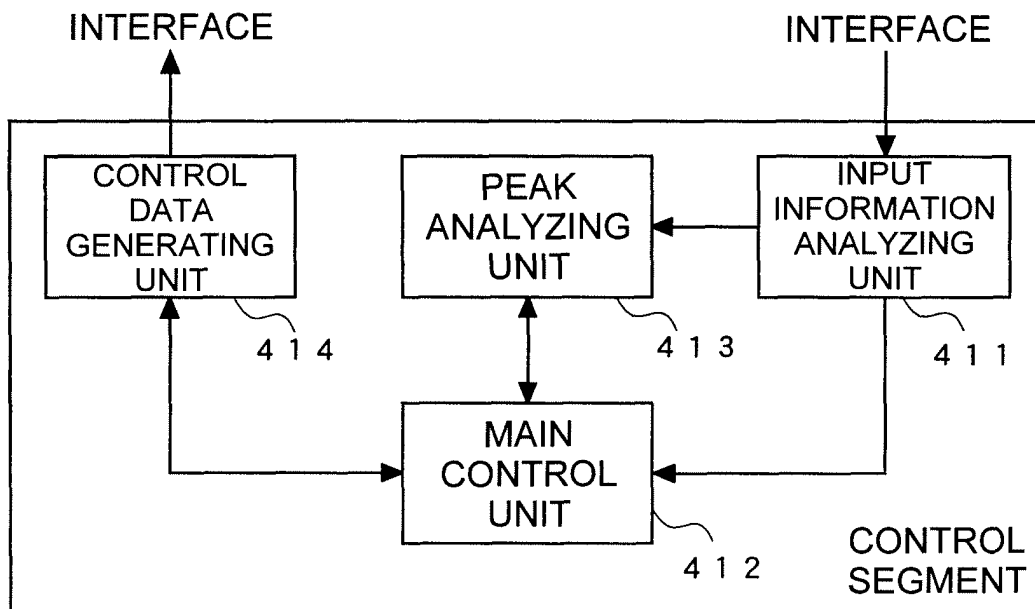 INTERFACE
INTERFACE
CONTROL
DATA
GENERATING
UNIT
PEAK
ANALYZING
UNIT
INPUT
INFORMATION
ANALYZING
UNIT
4 1 4
4 1 3
4 1 1
MAIN
CONTROL
UNIT
4 1 2
CONTROL
SEGMENT